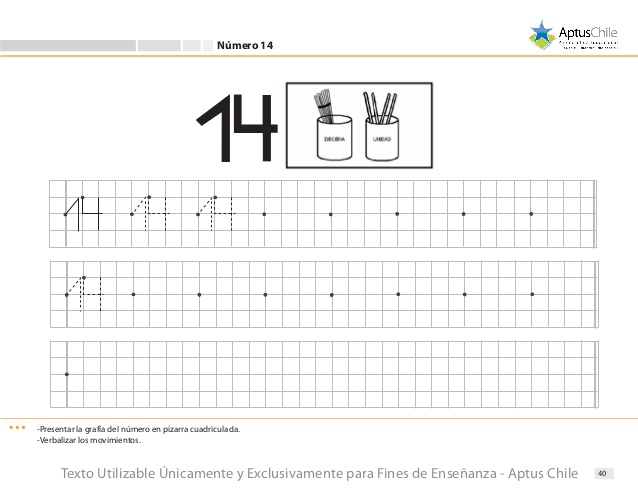 Número 14
AptusChile
14
DECENA
UNIDAD
-Presentar la grafía del número en pizarra cuadriculada.
-Verbalizar los movimientos.
Texto Utilizable Únicamente y Exclusivamente para Fines de Enseñanza - Aptus Chile
40